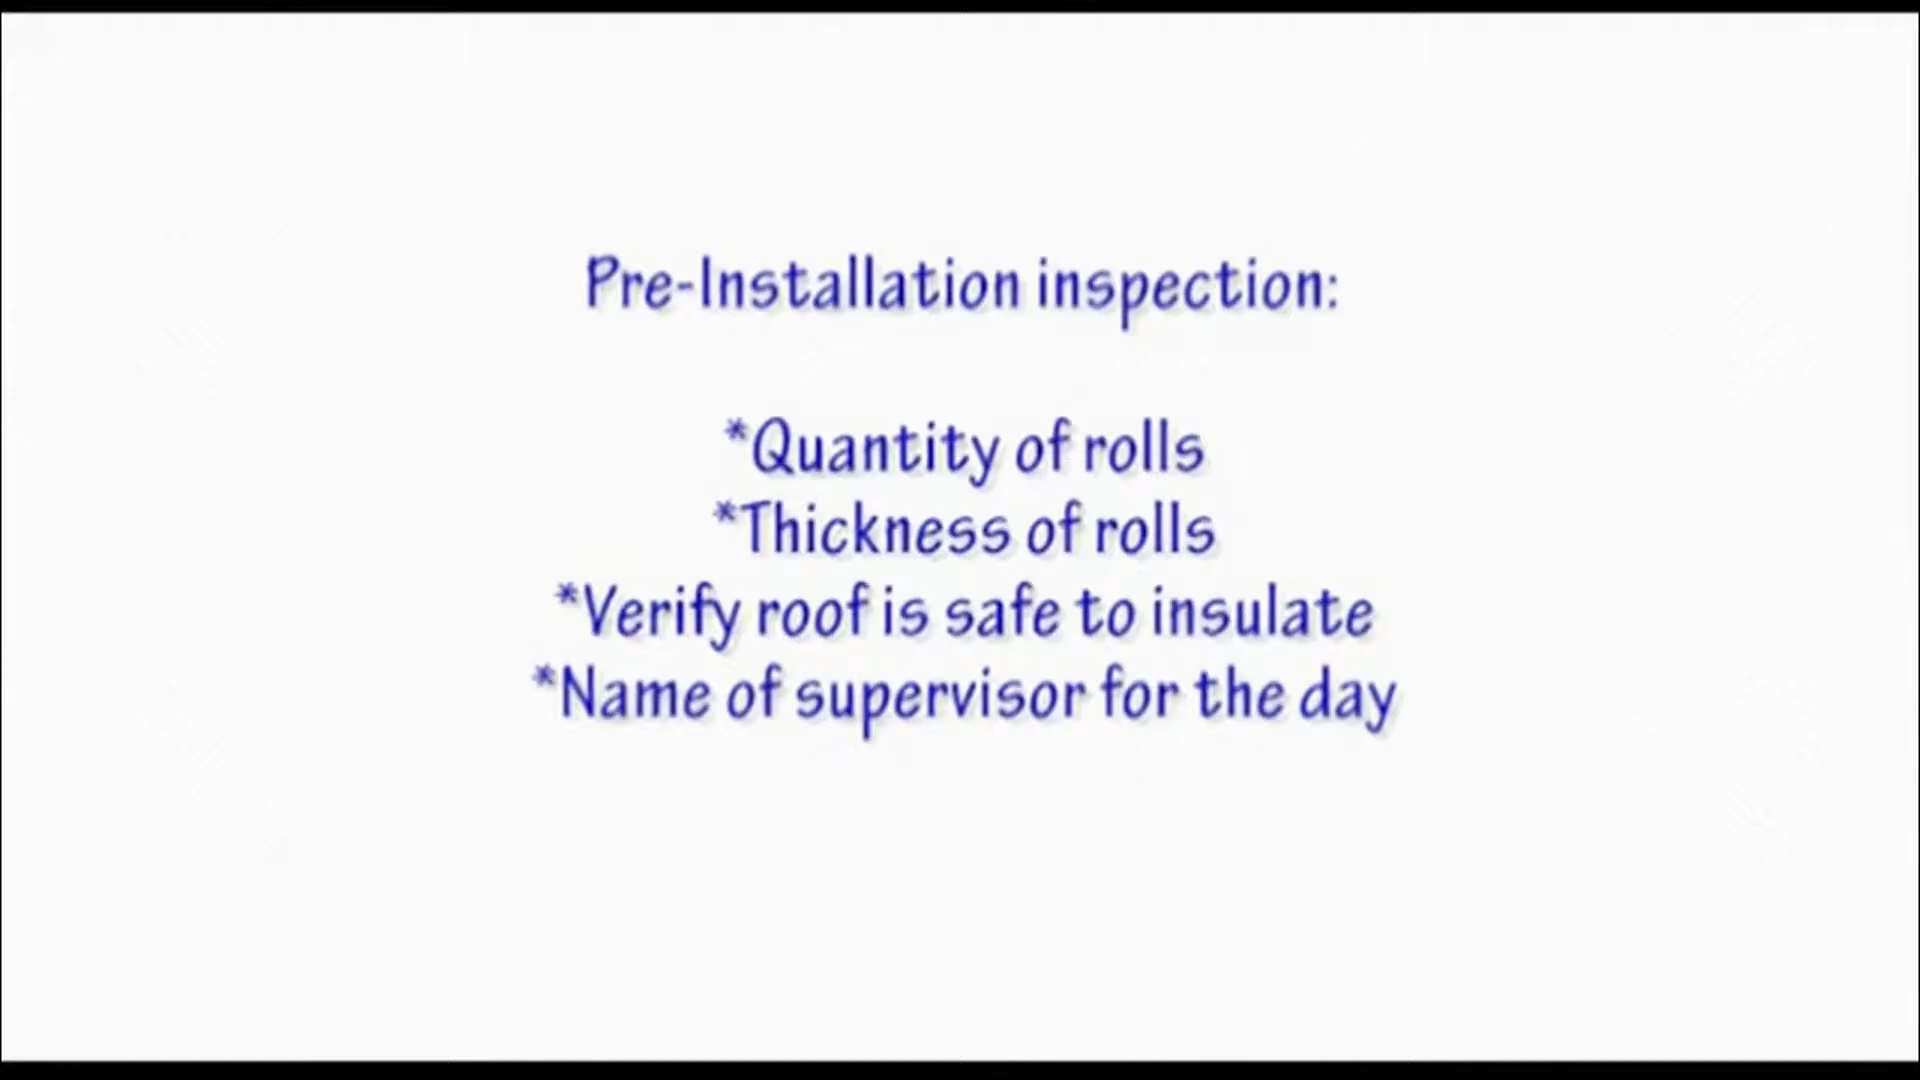 Pre-Installation inspection:
*Quantity of rolls
*Thickness of rolls
*Verify roof is safe to insulate
*Name of supervisor for the day